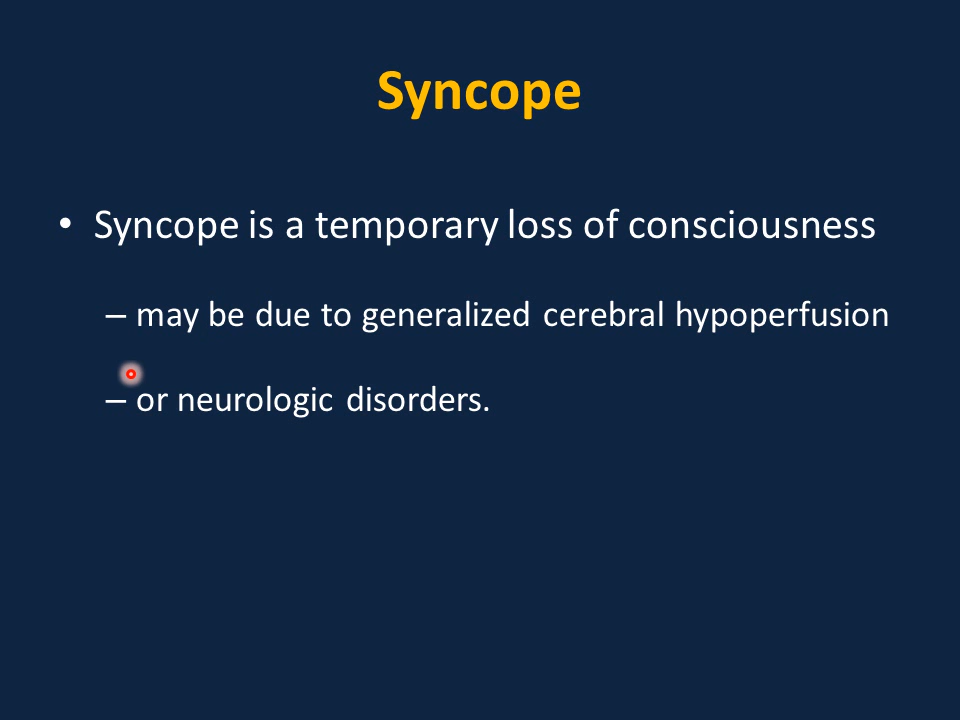 Syncope
• Syncope is a temporary loss of consciousness
– may be due to generalized cerebral hypoperfusion
– or neurologic disorders.